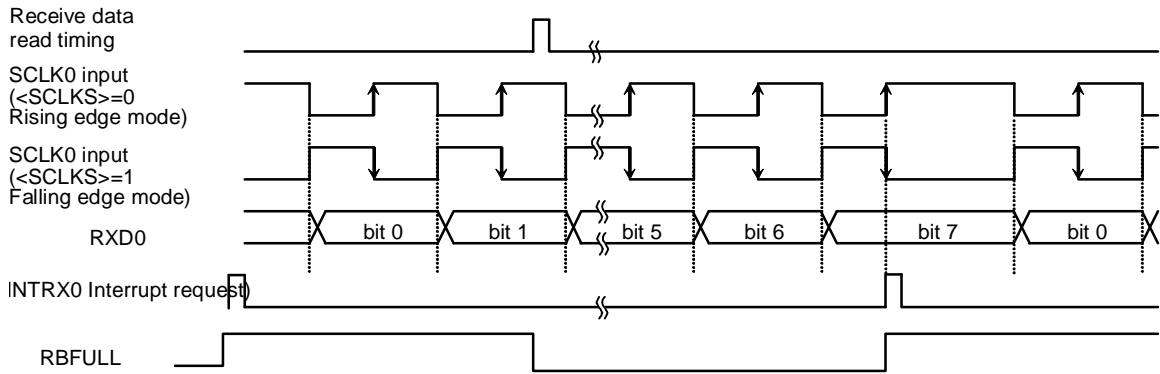 Receive data
read timing
SCLK0 input
(<SCLKS>=0
Rising edge mode)
SCLK0 input
(<SCLKS>=1
Falling edge mode)
RXD0
bit 0
bit 1
bit 5
bit 6
bit 7
bit 0
INTRX0 Interrupt request)
RBFULL